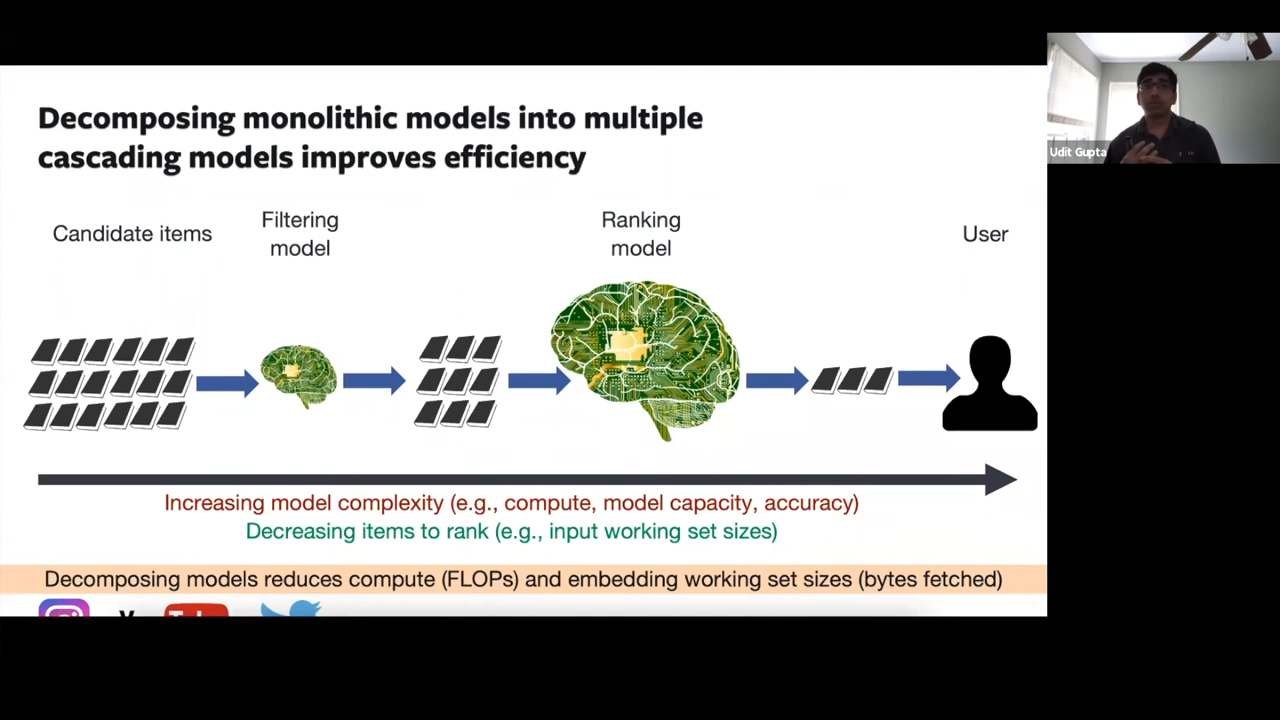 Decomposing monolithic models into multiple
cascading models improves efficiency
Candidate items
Filtering
model
Ranking
model
User
Increasing model complexity (e.g., compute, model capacity, accuracy)
Decreasing items to rank (e.g., input working set sizes)
Decomposing models reduces compute (FLOPs) and embedding working set sizes (bytes fetched)
Udit Gupta